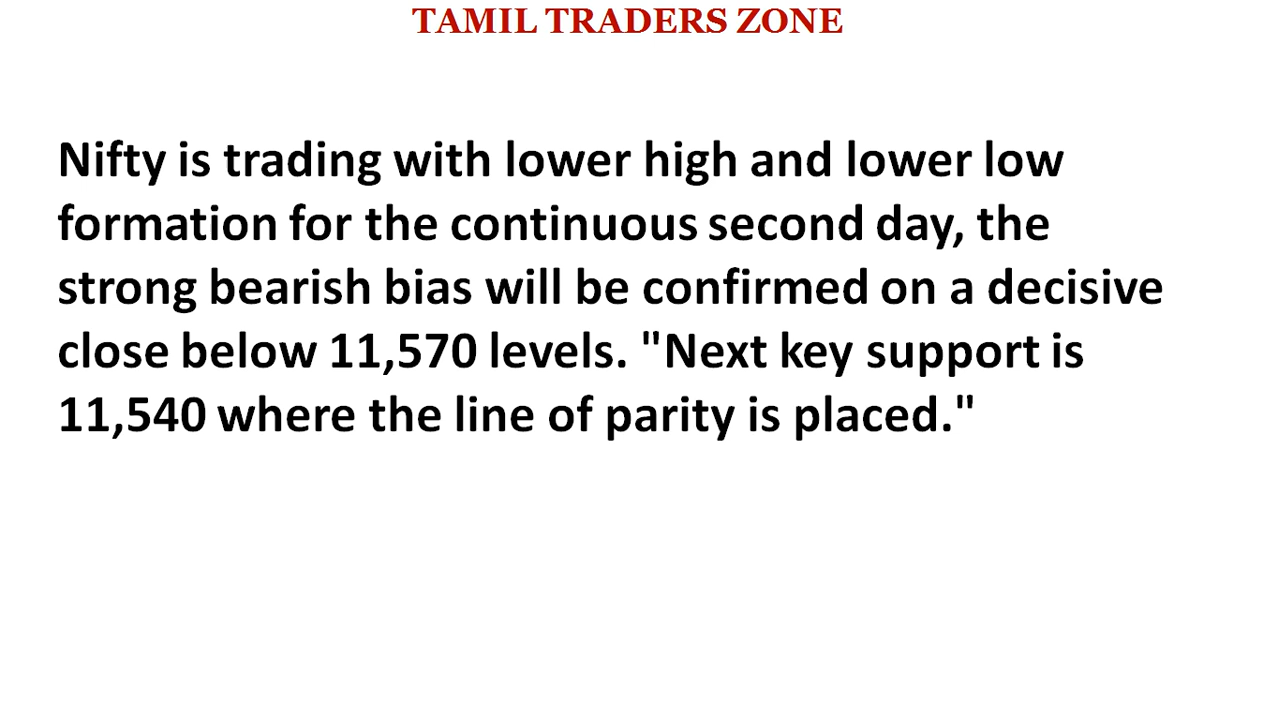 TAMIL TRADERS ZONE
Nifty is trading with lower high and lower low
formation for the continuous second day, the
strong bearish bias will be confirmed on a decisive
close below 11,570 levels. "Next key support is
11,540 where the line of parity is placed."